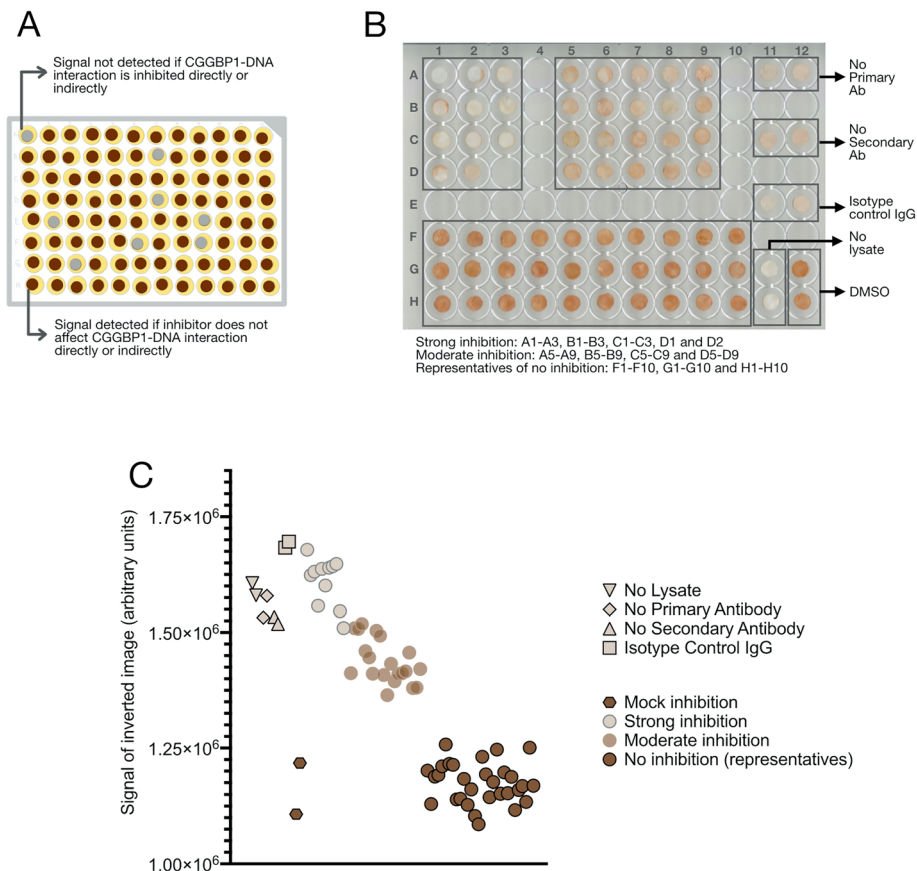 A
Signal not detected if CGGBP1-DNA
interaction is inhibited directly or
indirectly
Signal detected if inhibitor does not
affect CGGBP1-DNA interaction
directly or indirectly
B
1 2 3 4 5 6 7 8 9 10 11 12
A
B
C
D
E
F
G
H
No
Primary
Ab
No
Secondary
Ab
Isotype
control IgG
No
lysate
DMSO
Strong inhibition: A1-A3, B1-B3, C1-C3, D1 and D2
Moderate inhibition: A5-A9, B5-B9, C5-C9 and D5-D9
Representatives of no inhibition: F1-F10, G1-G10 and H1-H10
C
Signal of inverted image (arbitrary units)
1.75×10⁶
1.50×10⁶
1.25×10⁶
1.00×10⁶
No Lysate
No Primary Antibody
No Secondary Antibody
Isotype Control IgG
Mock inhibition
Strong inhibition
Moderate inhibition
No inhibition (representatives)